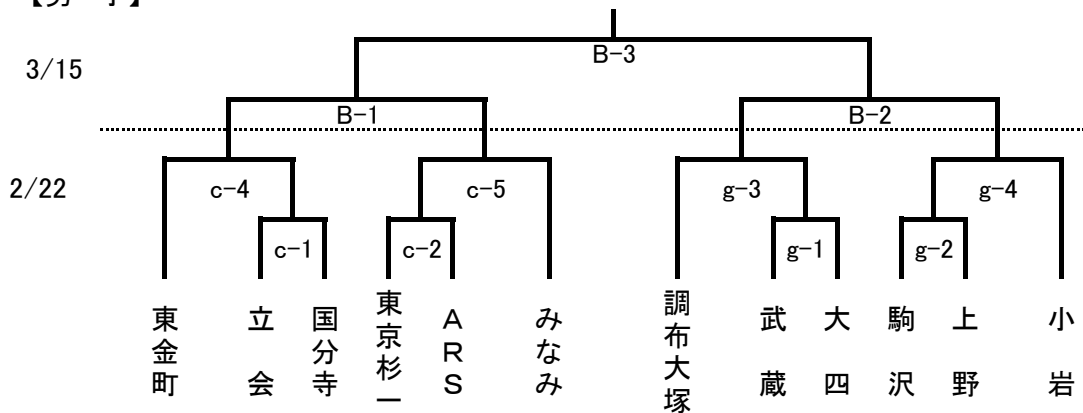 B-3
3/15
B-1
B-2
2/22
c-4
c-5
g-3
g-4
c-1
c-2
g-1
g-2
東金町
立会
国分寺
東京杉一
ARS
みなみ
調布大塚
武蔵
大四
駒沢
上野
小岩